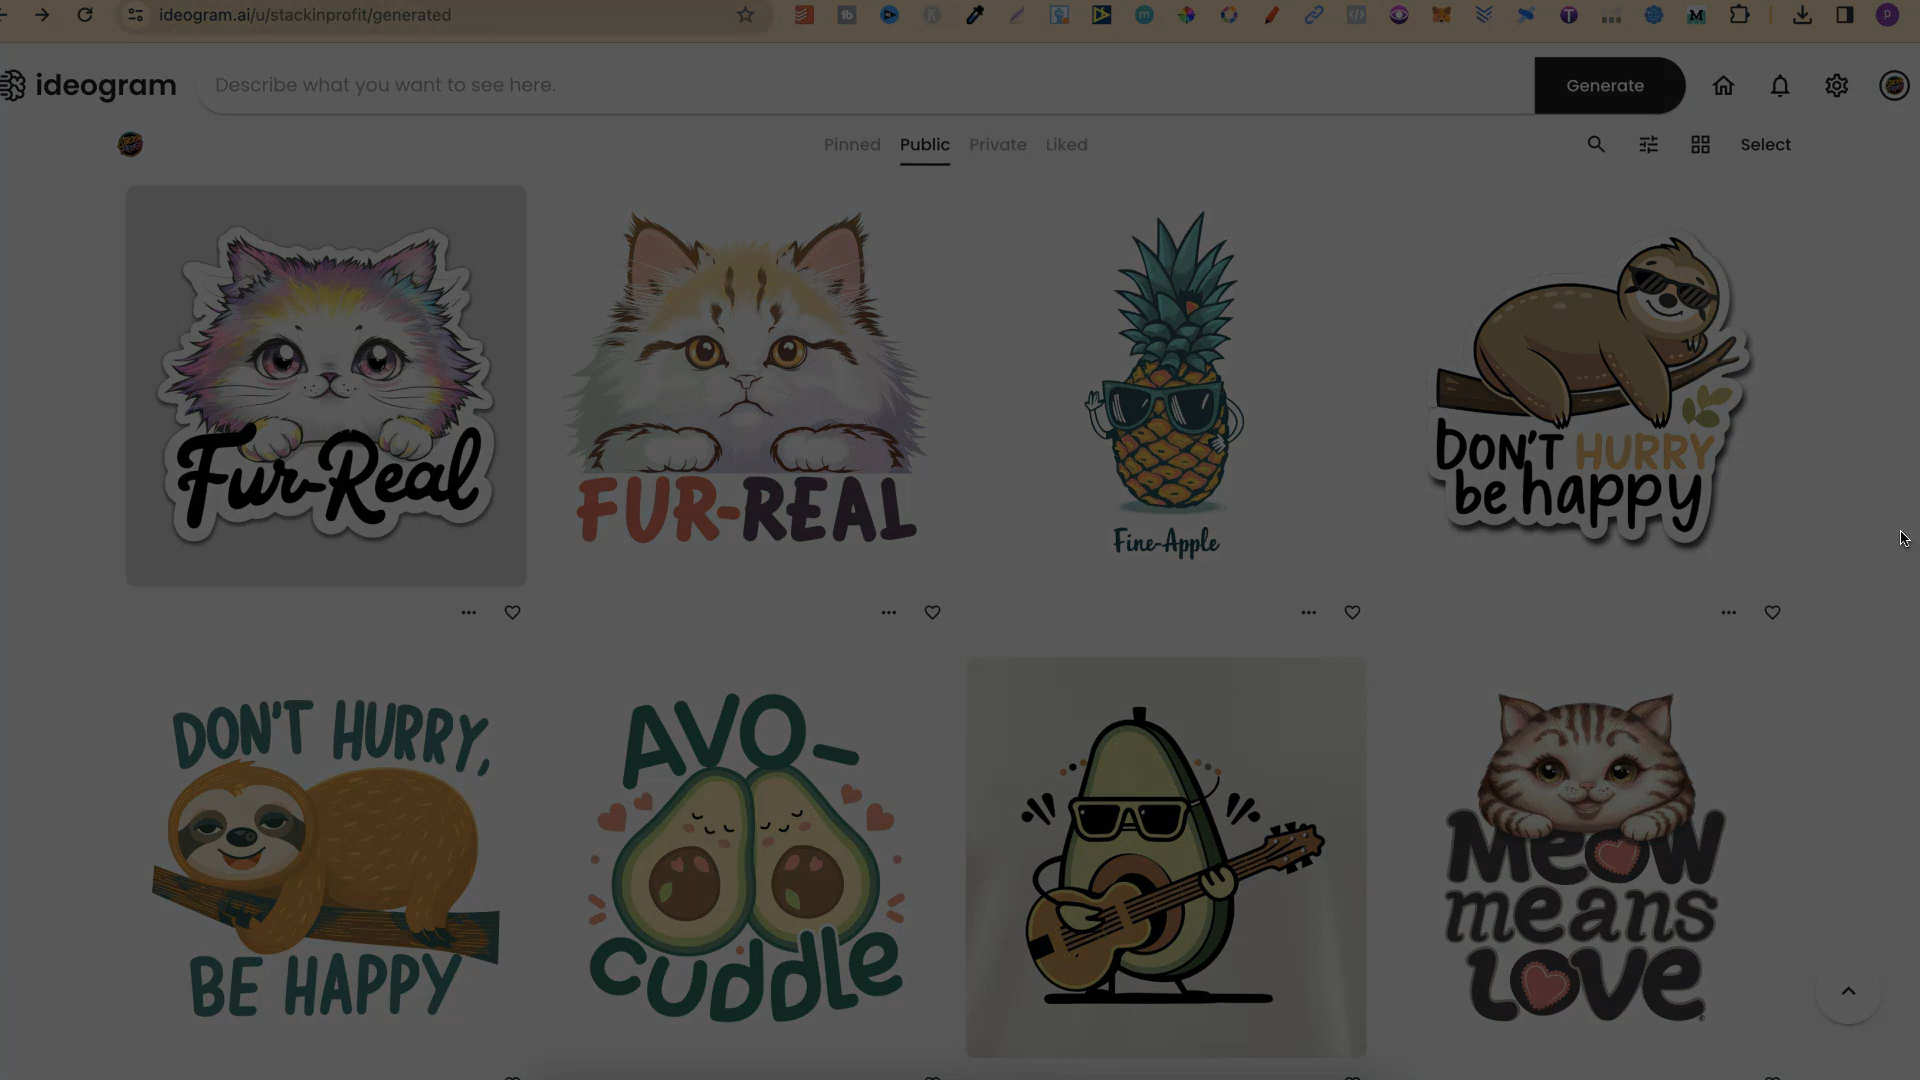 ideogram.ai/u/stackinprofit/generated
ideogram
Describe what you want to see here.
Generate
Pinned
Public
Private
Liked
Select
Fur-Real
FUR-REAL
Fine-Apple
DON'T HURRY
be happy
DON'T HURRY,
BE HAPPY
AVO-
cuddle
Meow
means
LOVe